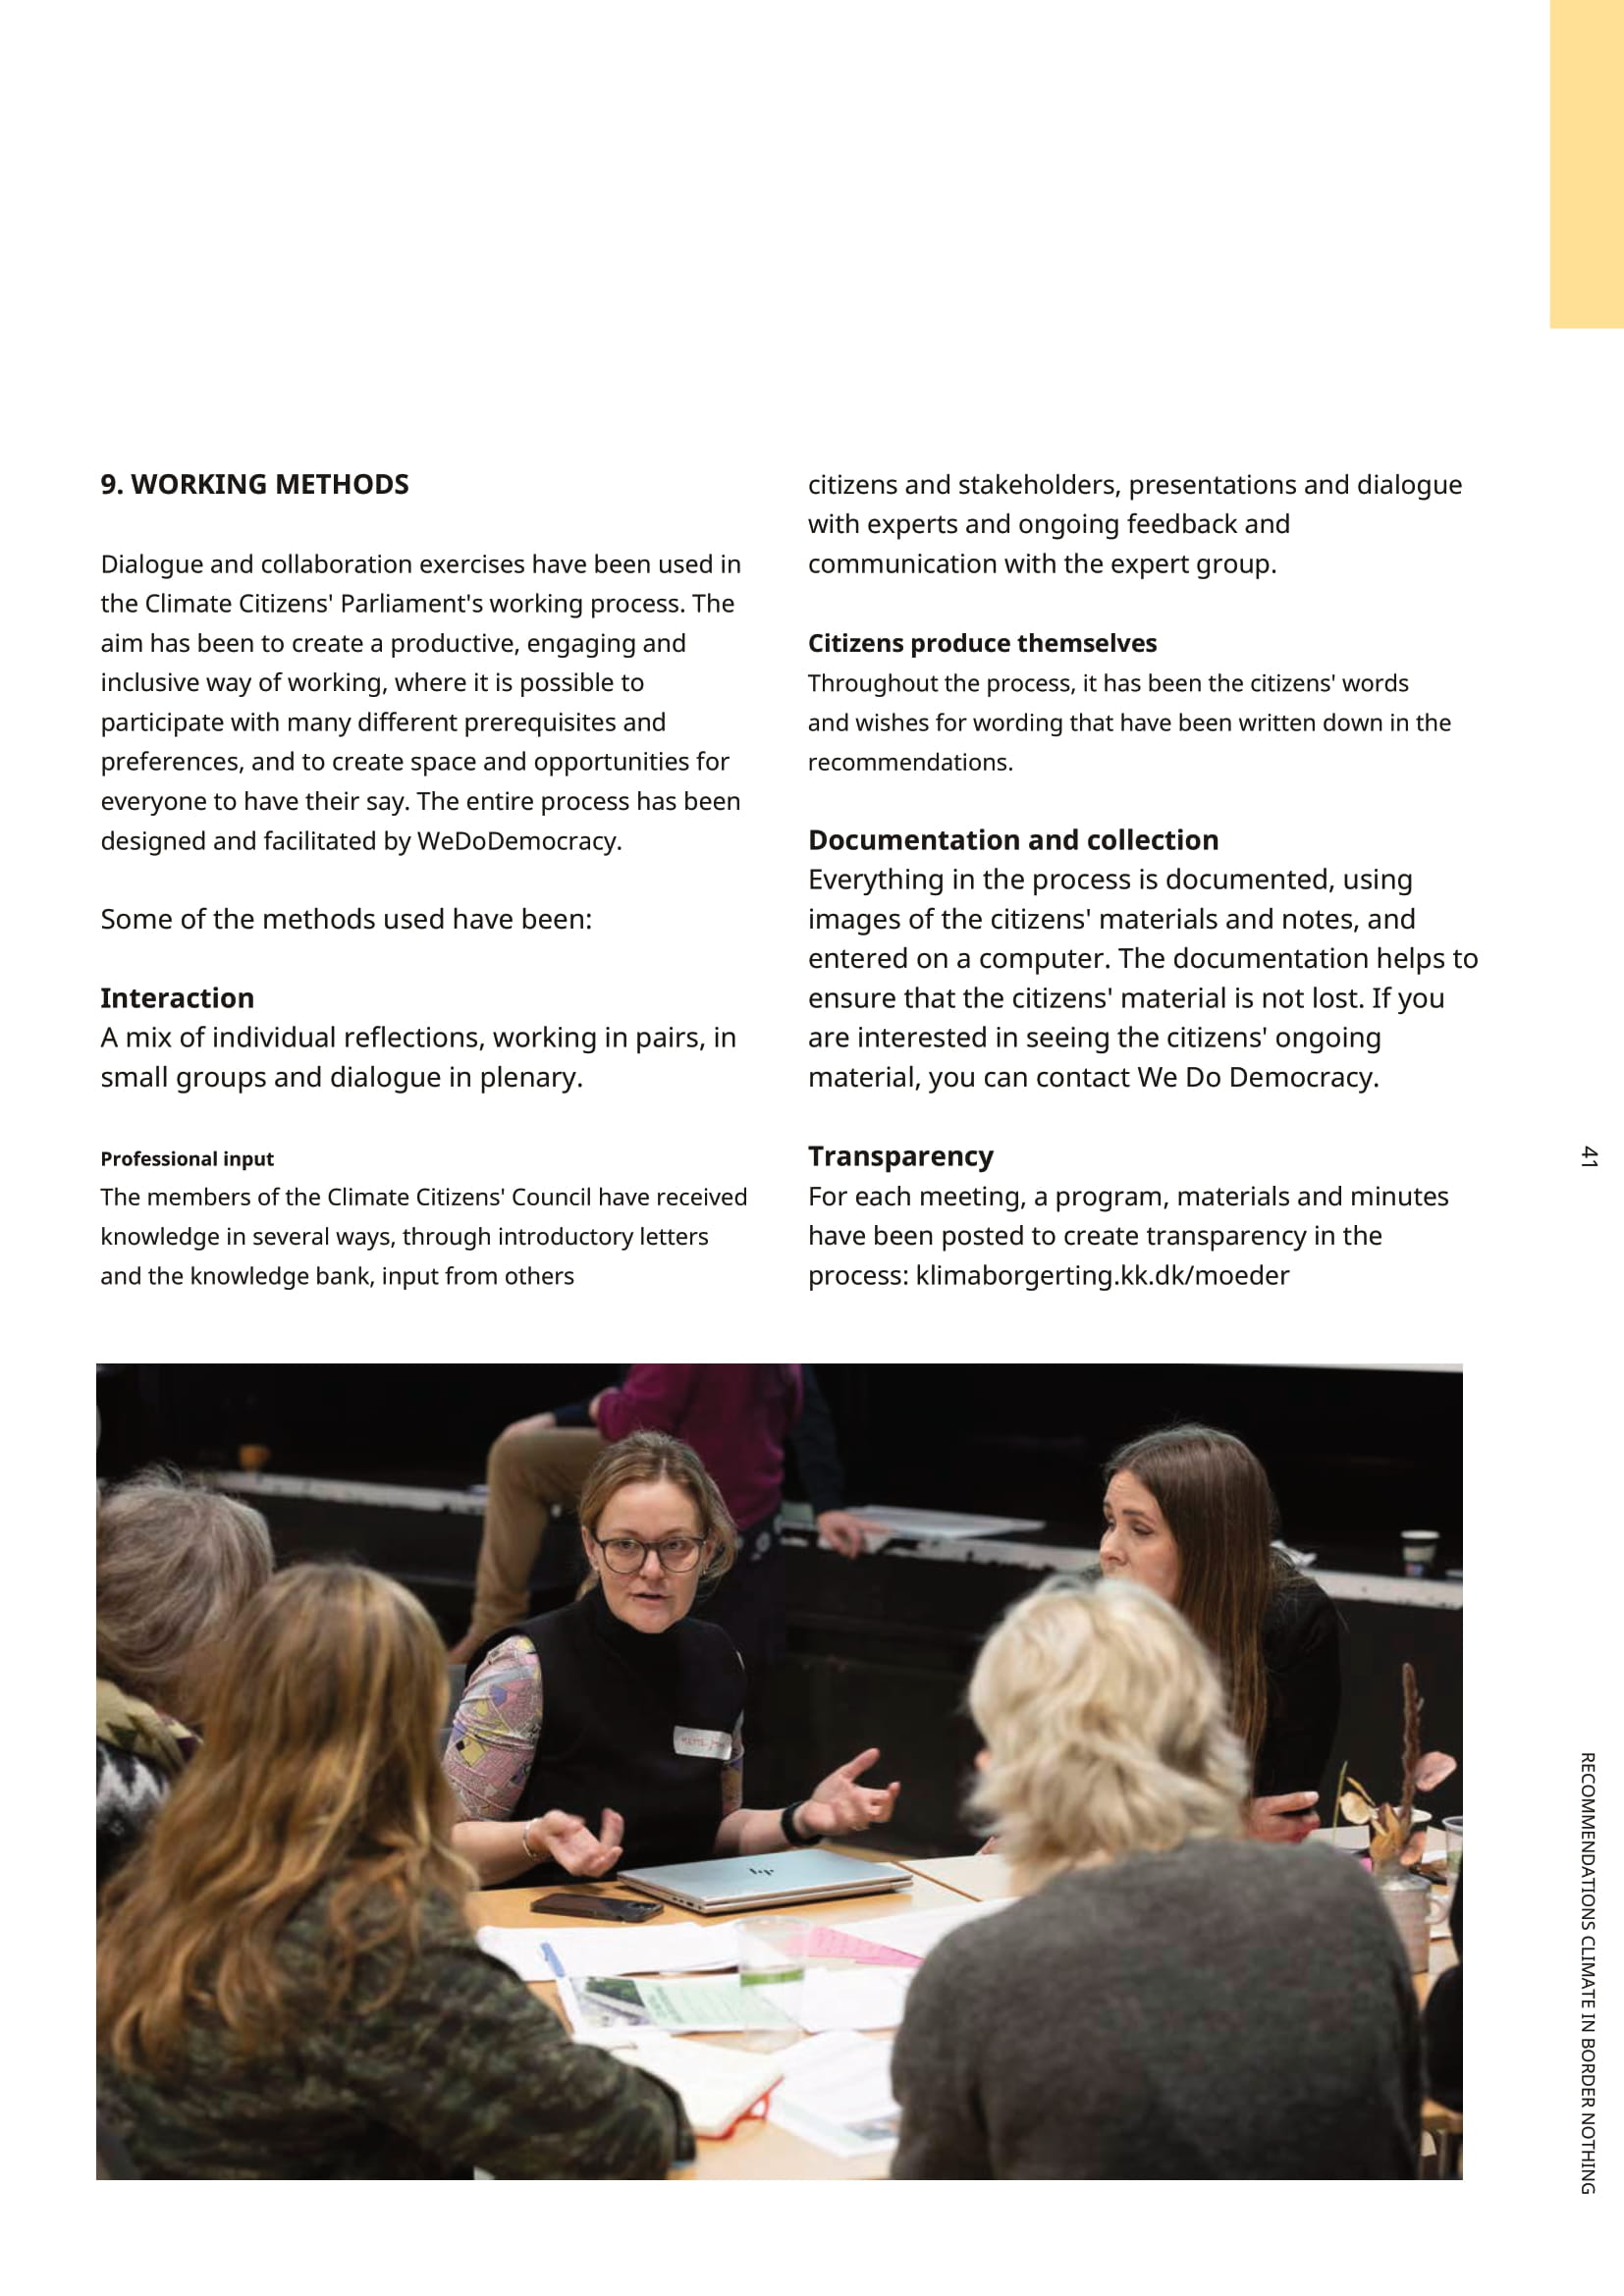 9. WORKING METHODS
Dialogue and collaboration exercises have been used in
the Climate Citizens' Parliament's working process. The
aim has been to create a productive, engaging and
inclusive way of working, where it is possible to
participate with many different prerequisites and
preferences, and to create space and opportunities for
everyone to have their say. The entire process has been
designed and facilitated by WeDoDemocracy.
Some of the methods used have been:
Interaction
A mix of individual reflections, working in pairs, in
small groups and dialogue in plenary.
Professional input
The members of the Climate Citizens' Council have received
knowledge in several ways, through introductory letters
and the knowledge bank, input from others
citizens and stakeholders, presentations and dialogue
with experts and ongoing feedback and
communication with the expert group.
Citizens produce themselves
Throughout the process, it has been the citizens' words
and wishes for wording that have been written down in the
recommendations.
Documentation and collection
Everything in the process is documented, using
images of the citizens' materials and notes, and
entered on a computer. The documentation helps to
ensure that the citizens' material is not lost. If you
are interested in seeing the citizens' ongoing
material, you can contact We Do Democracy.
Transparency
For each meeting, a program, materials and minutes
have been posted to create transparency in the
process: klimaborgerting.kk.dk/moeder
41
RECOMMENDATIONS CLIMATE IN BORDER NOTHING
hp